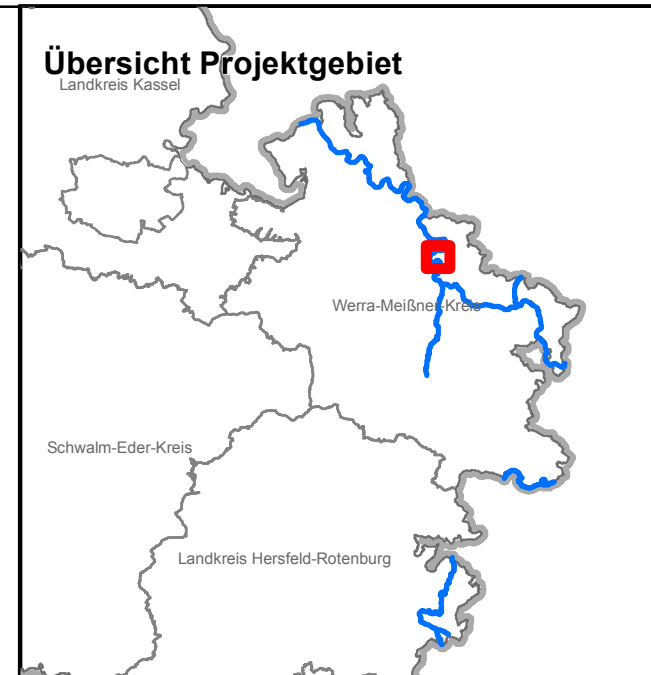 Übersicht Projektgebiet
Landkreis Kassel
Werra-Meißner-Kreis
Schwalm-Eder-Kreis
Landkreis Hersfeld-Rotenburg